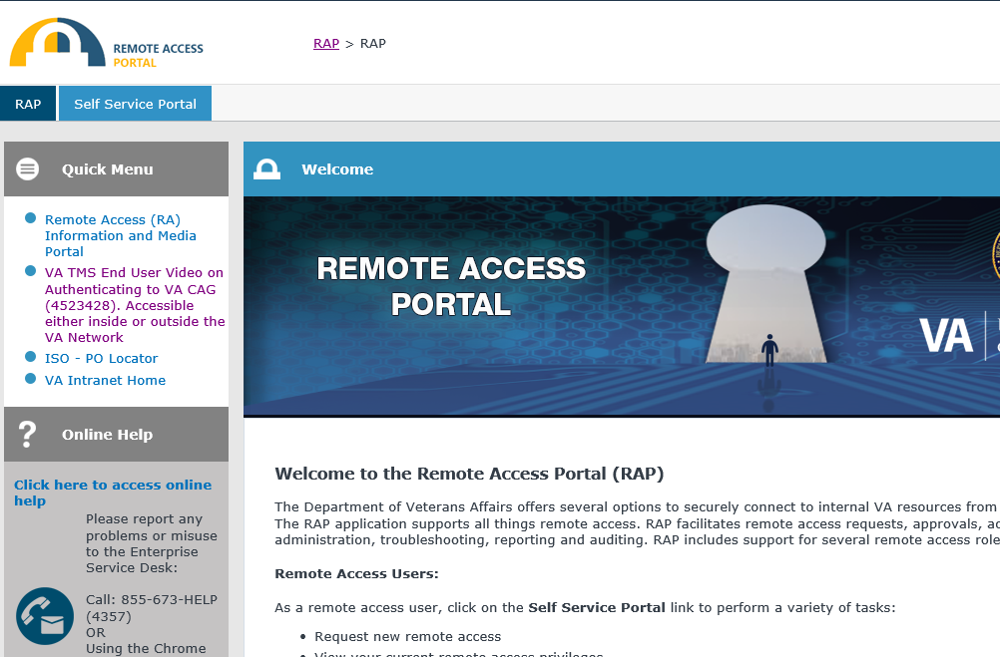 REMOTE ACCESS
PORTAL
RAP > RAP
RAP
Self Service Portal
Quick Menu
Remote Access (RA)
Information and Media
Portal
VA TMS End User Video on
Authenticating to VA CAG
(4523428). Accessible
either inside or outside the
VA Network
ISO - PO Locator
VA Intranet Home
Online Help
Click here to access online
help
Please report any
problems or misuse
to the Enterprise
Service Desk:
Call: 855-673-HELP
(4357)
OR
Using the Chrome
Welcome
REMOTE ACCESS
PORTAL
VA
Welcome to the Remote Access Portal (RAP)
The Department of Veterans Affairs offers several options to securely connect to internal VA resources from
The RAP application supports all things remote access. RAP facilitates remote access requests, approvals,
administration, troubleshooting, reporting and auditing. RAP includes support for several remote access
Remote Access Users:
As a remote access user, click on the Self Service Portal link to perform a variety of tasks:
• Request new remote access
• View your current remote access privileges